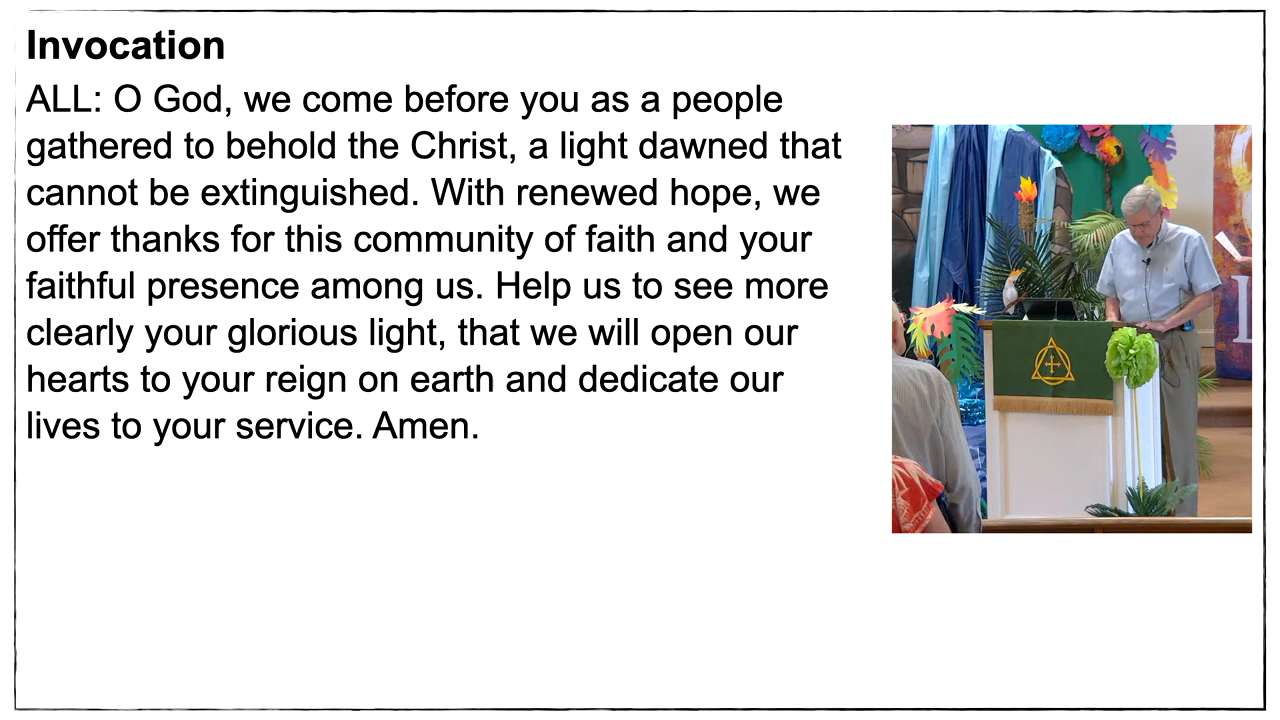 Invocation
ALL: O God, we come before you as a people
gathered to behold the Christ, a light dawned that
cannot be extinguished. With renewed hope, we
offer thanks for this community of faith and your
faithful presence among us. Help us to see more
clearly your glorious light, that we will open our
hearts to your reign on earth and dedicate our
lives to your service. Amen.